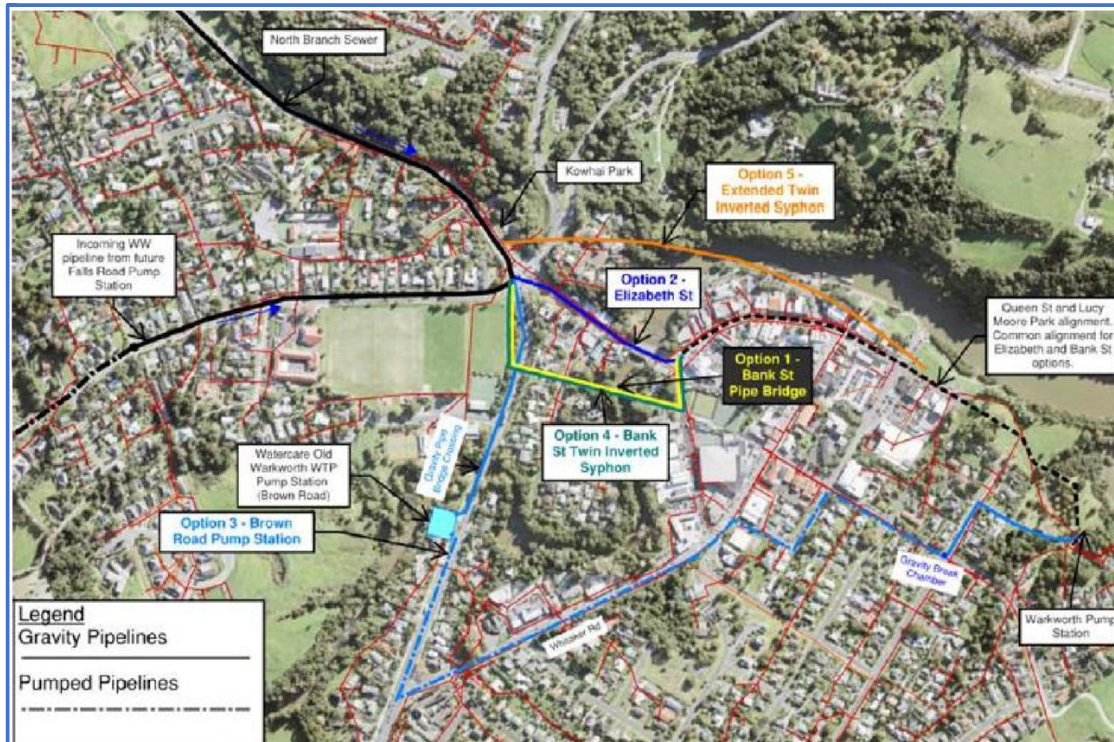 North Branch Sewer
Kowhai Park
Option 5 -
Extended Twin
Inverted Syphon
Incoming WW
pipeline from future
Falls Road Pump
Station
Option 2 -
Elizabeth St
Queen St and Lucy
Moore Park alignment.
Common alignment for
Elizabeth and Bank St
options.
Option 1 -
Bank St
Pipe Bridge
Option 4 - Bank
St Twin Inverted
Syphon
Gravity Pipe
Bridge Crossing
Watercare Old
Warkworth WTP
Pump Station
(Brown Road)
Option 3 - Brown
Road Pump Station
Gravity Break
Chamber
Whitaker Rd
Warkworth Pump
Station
Legend
Gravity Pipelines
Pumped Pipelines